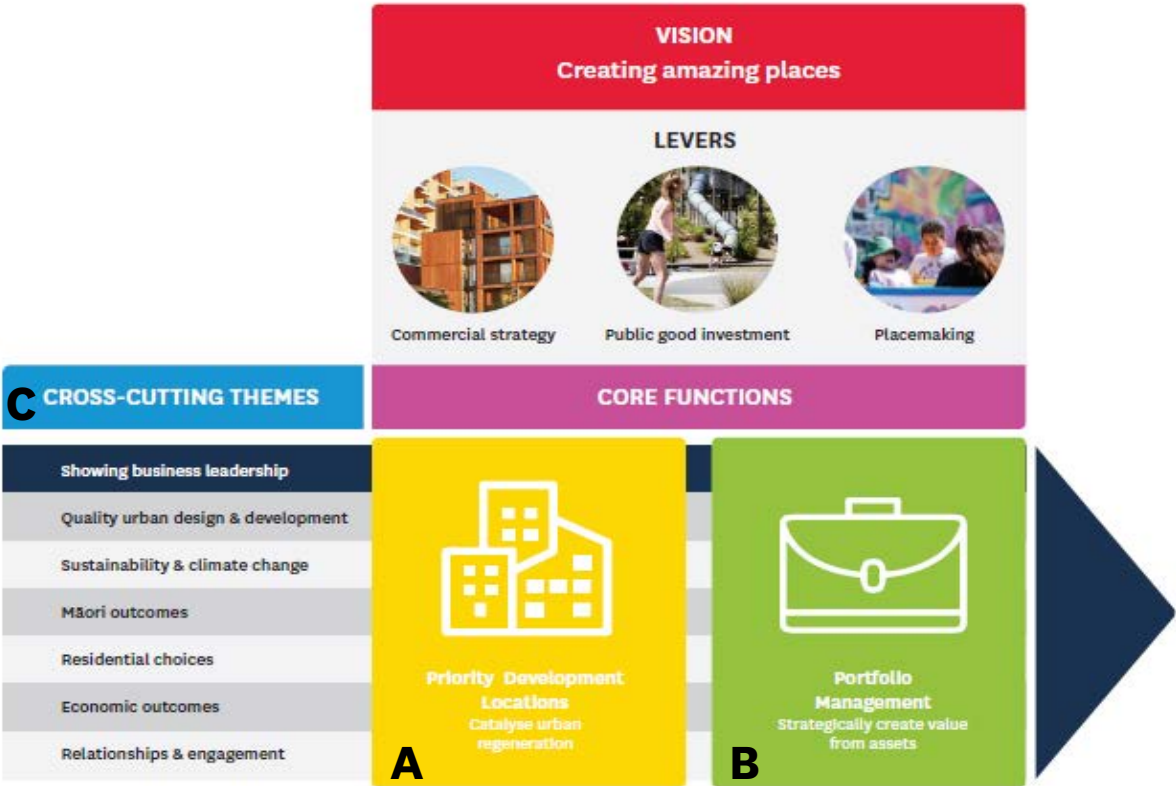 VISION
Creating amazing places
LEVERS
Commercial strategy
Public good investment
Placemaking
C CROSS-CUTTING THEMES
CORE FUNCTIONS
Showing business leadership
Quality urban design & development
Sustainability & climate change
Māori outcomes
Residential choices
Economic outcomes
Relationships & engagement
Priority Development
Locations
Catalyse urban
regeneration
A
Portfolio
Management
Strategically create value
from assets
B